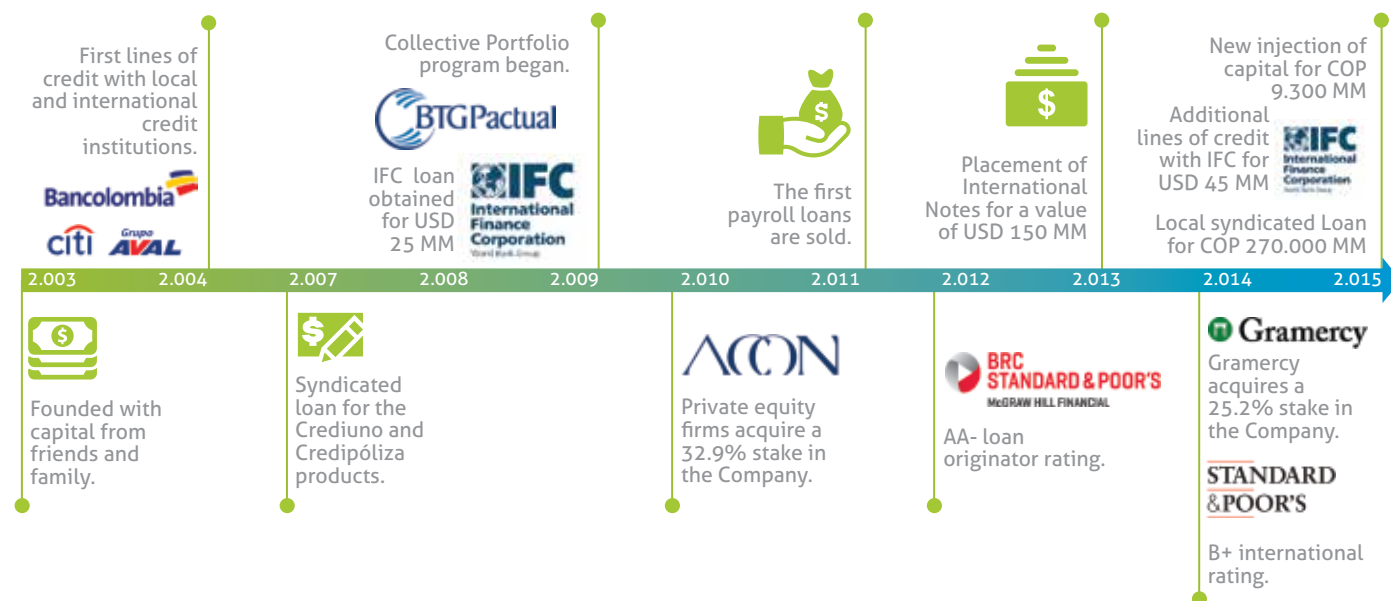 First lines of
credit with local
and international
credit
institutions.
Bancolombia
citi
Grupo
AVAL
Collective Portfolio
program began.
BTGPactual
IFC loan
obtained
for USD
25 MM
IFC
International
Finance
Corporation
World Bank Group
$
The first
payroll loans
are sold.
$
Placement of
International
Notes for a value
of USD 150 MM
New injection of
capital for COP
9.300 MM
Additional
lines of credit
with IFC for
USD 45 MM
IFC
International
Finance
Corporation
World Bank Group
Local syndicated Loan
for COP 270.000 MM
2.003 2.004 2.007 2.008 2.009 2.010 2.011 2.012 2.013 2.014 2.015
$
Founded with
capital from
friends and
family.
$
Syndicated
loan for the
Crediuno and
Credipóliza
products.
ACON
Private equity
firms acquire a
32.9% stake in
the Company.
BRC
STANDARD & POOR'S
McGRAW HILL FINANCIAL
AA- loan
originator rating.
Gramercy
Gramercy
acquires a
25.2% stake in
the Company.
STANDARD
&POOR'S
B+ international
rating.